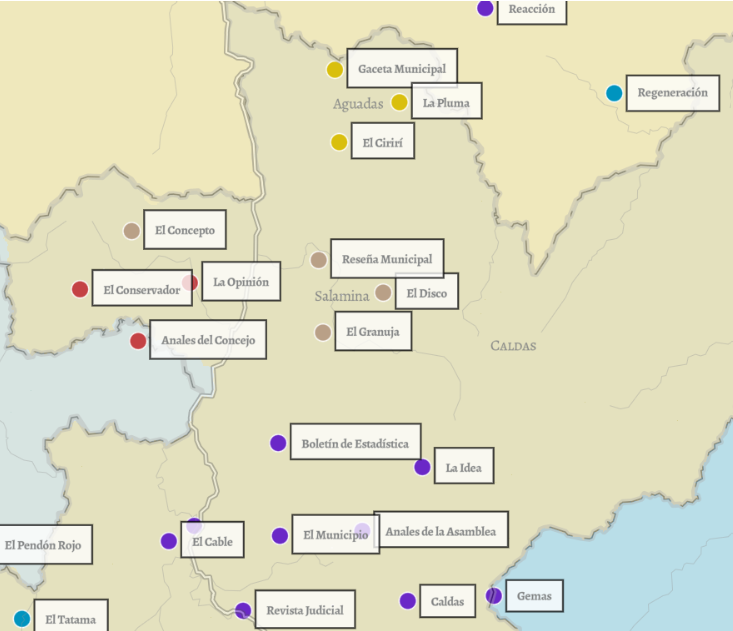 Reacción
Gaceta Municipal
Regeneración
Aguadas
La Pluma
El Cirirí
El Concepto
Reseña Municipal
La Opinión
El Conservador
Salamina
El Disco
El Granuja
Anales del Concejo
CALDAS
Boletín de Estadística
La Idea
El Municipio
Anales de la Asamblea
El Cable
El Pendón Rojo
Gemas
Caldas
Revista Judicial
El Tatama